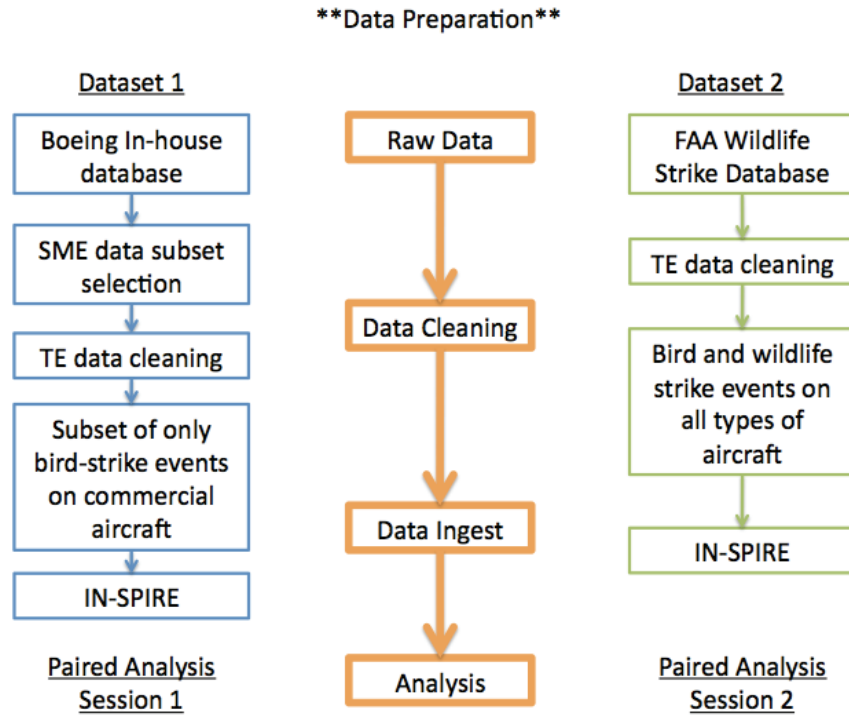 **Data Preparation**
Dataset 1
Boeing In-house
database
SME data subset
selection
TE data cleaning
Subset of only
bird-strike events
on commercial
aircraft
IN-SPIRE
Paired Analysis
Session 1
Raw Data
Data Cleaning
Data Ingest
Analysis
Dataset 2
FAA Wildlife
Strike Database
TE data cleaning
Bird and wildlife
strike events on
all types of
aircraft
IN-SPIRE
Paired Analysis
Session 2